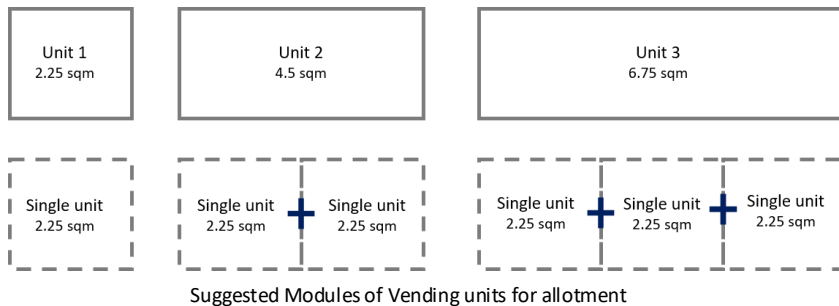 Unit 1
2.25 sqm
Unit 2
4.5 sqm
Unit 3
6.75 sqm
Single unit
2.25 sqm
Single unit
2.25 sqm
Single unit
2.25 sqm
Single unit
2.25 sqm
Single unit
2.25 sqm
Single unit
2.25 sqm
Suggested Modules of Vending units for allotment